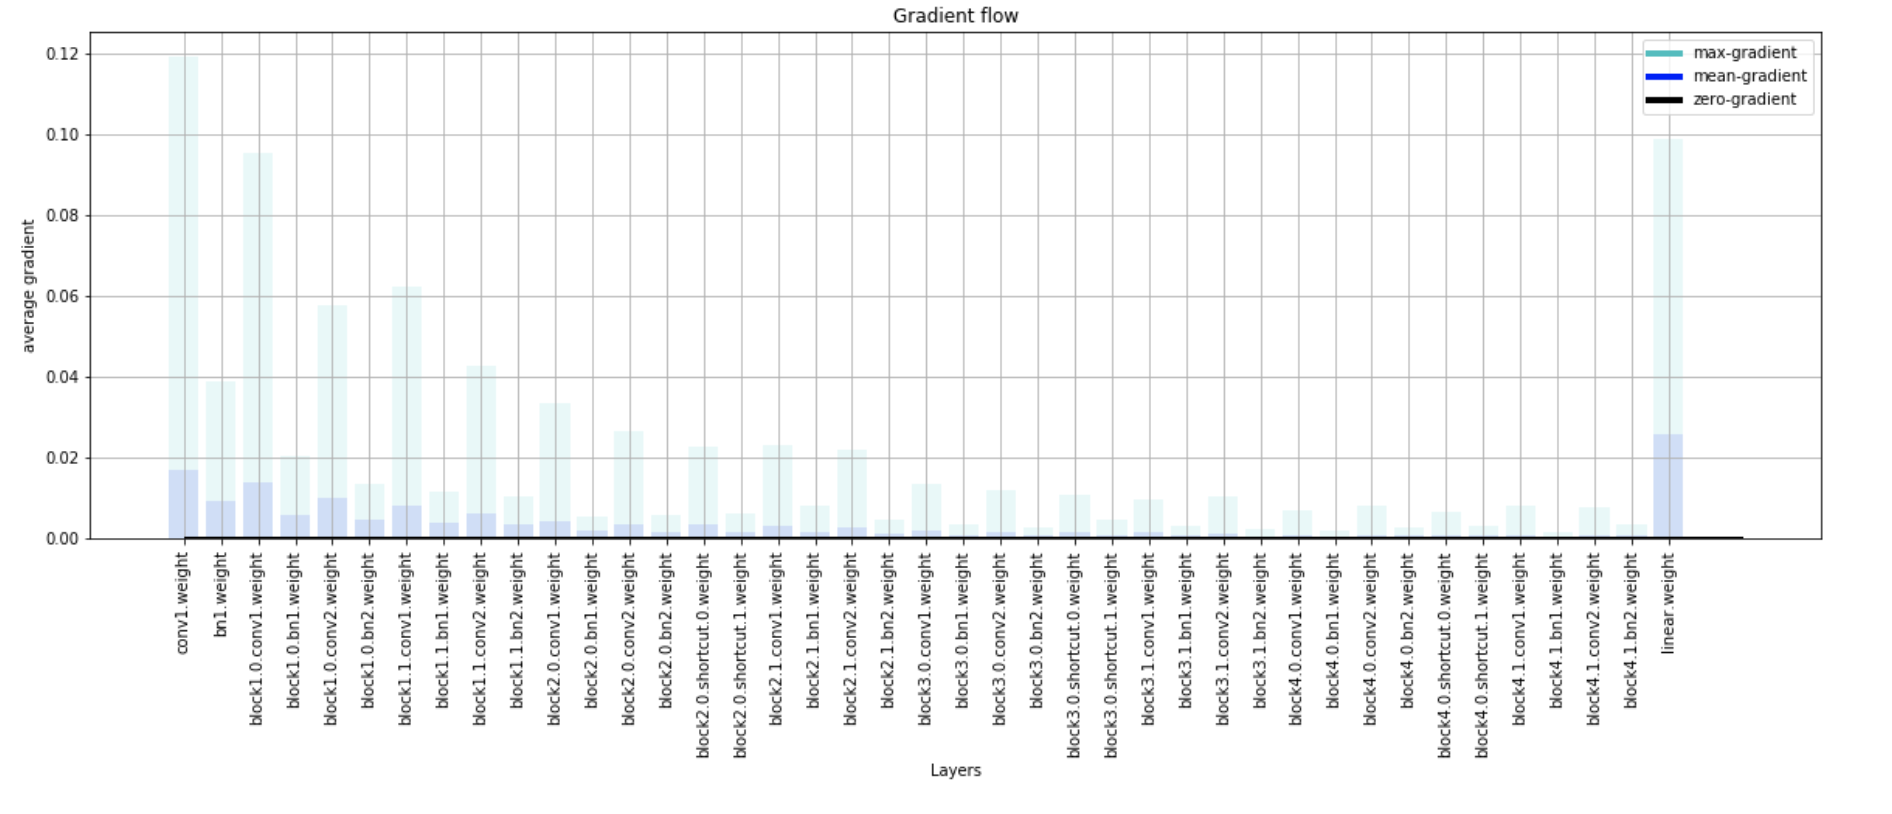 Gradient flow
max-gradient
mean-gradient
zero-gradient
average gradient
0.12
0.10
0.08
0.06
0.04
0.02
0.00
conv1.weight
bn1.weight
block1.0.conv1.weight
block1.0.bn1.weight
block1.0.conv2.weight
block1.0.bn2.weight
block1.1.conv1.weight
block1.1.bn1.weight
block1.1.conv2.weight
block1.1.bn2.weight
block2.0.conv1.weight
block2.0.bn1.weight
block2.0.conv2.weight
block2.0.bn2.weight
block2.0.shortcut.0.weight
block2.0.shortcut.1.weight
block2.1.conv1.weight
block2.1.bn1.weight
block2.1.conv2.weight
block2.1.bn2.weight
block3.0.conv1.weight
block3.0.bn1.weight
block3.0.conv2.weight
block3.0.bn2.weight
block3.0.shortcut.0.weight
block3.0.shortcut.1.weight
block3.1.conv1.weight
block3.1.bn1.weight
block3.1.conv2.weight
block3.1.bn2.weight
block4.0.conv1.weight
block4.0.bn1.weight
block4.0.conv2.weight
block4.0.bn2.weight
block4.0.shortcut.0.weight
block4.0.shortcut.1.weight
block4.1.conv1.weight
block4.1.bn1.weight
block4.1.conv2.weight
block4.1.bn2.weight
linear.weight
Layers